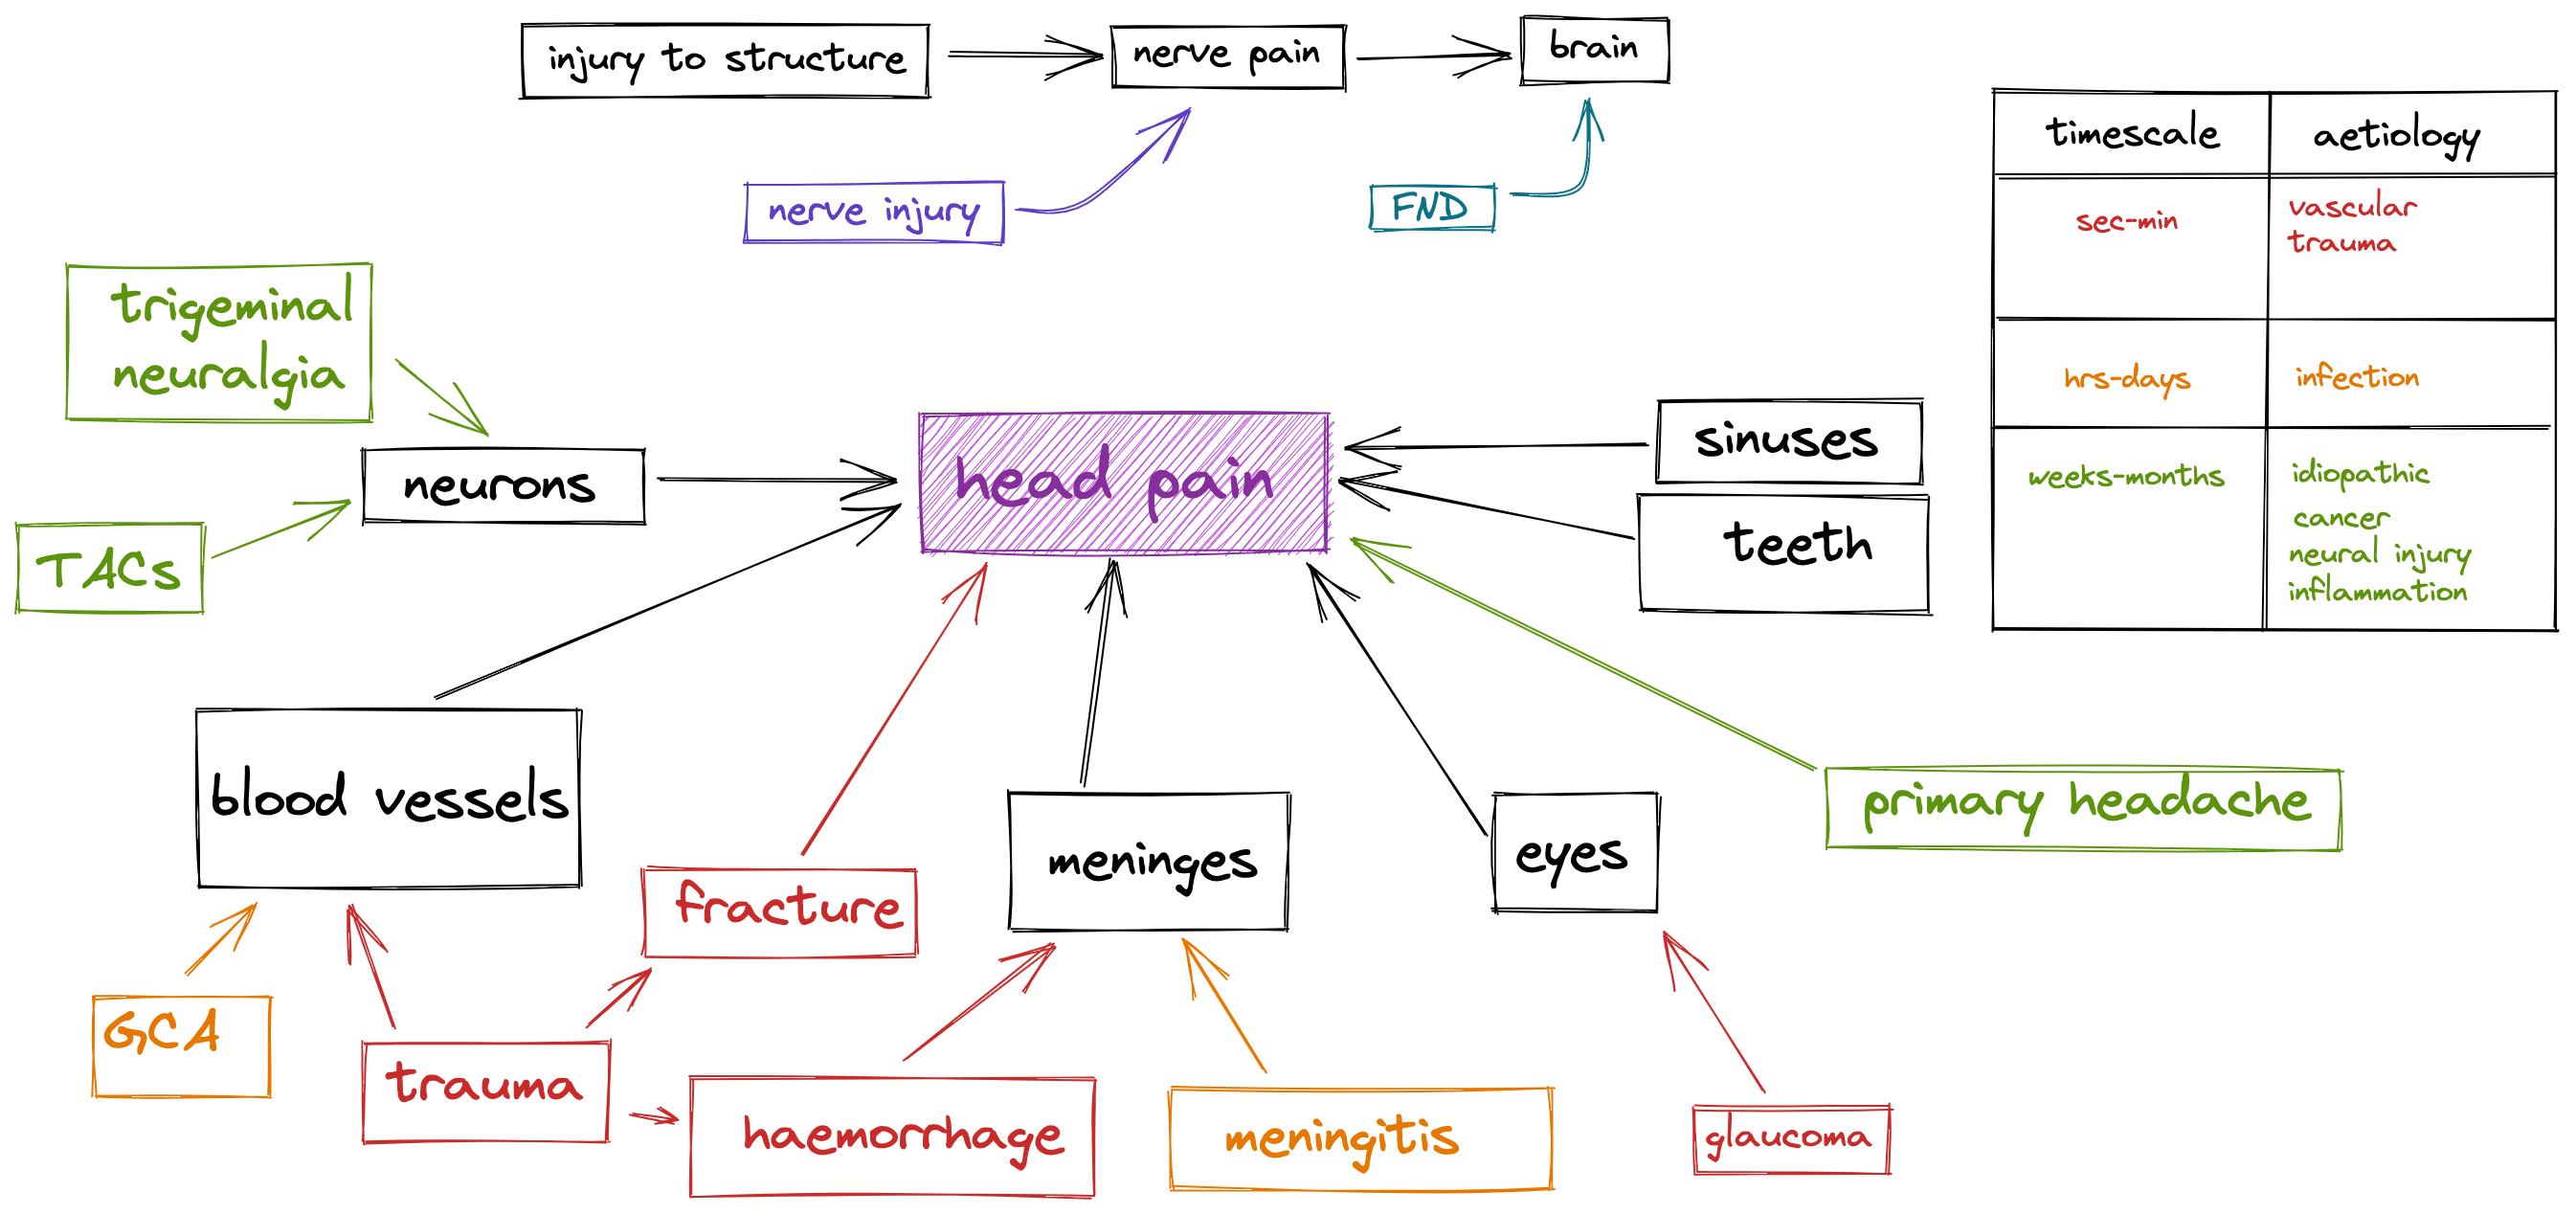 injury to structure
nerve pain
brain
nerve injury
FND
timescale
aetiology
sec-min
vascular
trauma
hrs-days
infection
weeks-months
idiopathic
cancer
neural injury
inflammation
trigeminal
neuralgia
neurons
TACs
head pain
sinuses
teeth
blood vessels
fracture
meninges
eyes
primary headache
GCA
trauma
haemorrhage
meningitis
glaucoma